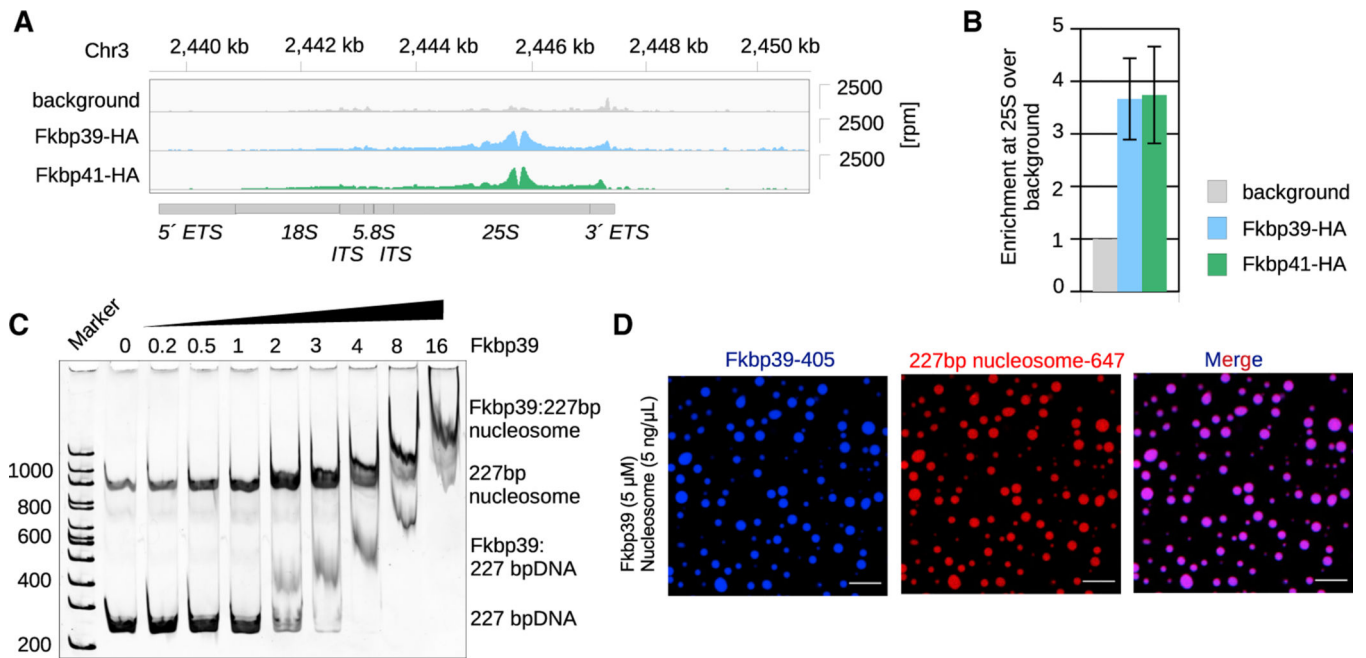 A
Chr3
2,440 kb 2,442 kb 2,444 kb 2,446 kb 2,448 kb 2,450 kb
background 2500
Fkbp39-HA 2500 [rpm]
Fkbp41-HA 2500
5´ ETS 18S 5.8S 25S 3´ ETS
ITS ITS
B
Enrichment at 25S over
background
5
4
3
2
1
0
background
Fkbp39-HA
Fkbp41-HA
C
Marker
0 0.2 0.5 1 2 3 4 8 16 Fkbp39
1000
800
600
400
200
Fkbp39:227bp
nucleosome
227bp
nucleosome
Fkbp39:
227 bpDNA
227 bpDNA
D
Fkbp39-405 227bp nucleosome-647 Merge
Fkbp39 (5 µM)
Nucleosome (5 ng/µL)